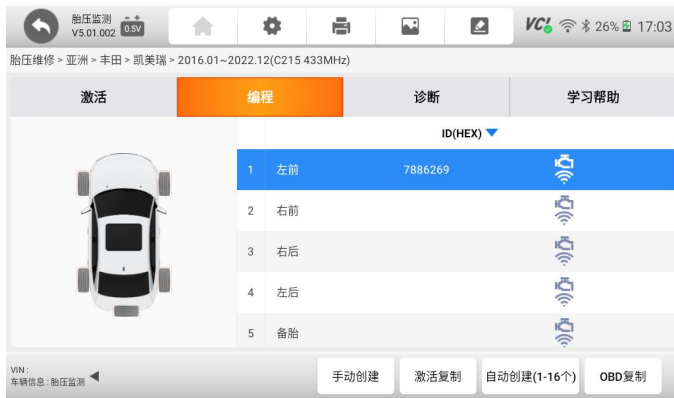 胎压监测
V5.01.002 0.5V VCI 26% 17:03
胎压维修 > 亚洲 > 丰田 > 凯美瑞 > 2016.01~2022.12(C215 433MHz)
激活 编程 诊断 学习帮助
ID(HEX)
1 左前 7886269
2 右前
3 右后
4 左后
5 备胎
VIN :
车辆信息 : 胎压监测
手动创建 激活复制 自动创建(1-16个) OBD复制